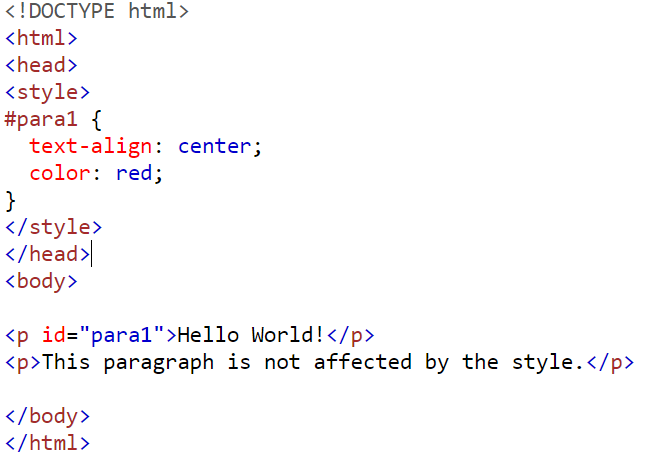 <!DOCTYPE html>
<html>
<head>
<style>
#para1 {
  text-align: center;
  color: red;
}
</style>
</head>
<body>

<p id="para1">Hello World!</p>
<p>This paragraph is not affected by the style.</p>

</body>
</html>